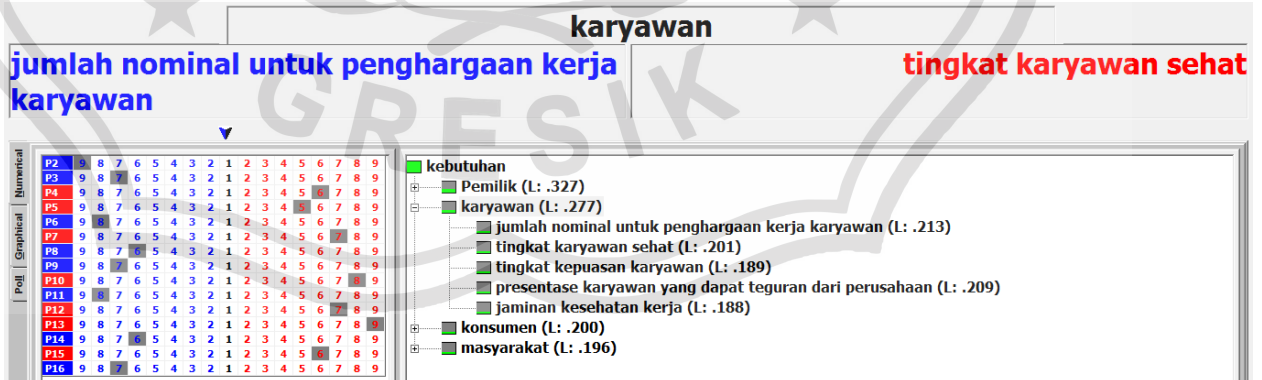 karyawan
jumlah nominal untuk penghargaan kerja
karyawan
tingkat karyawan sehat
GRESIK
Numerical
Graphical
Poll
P2 9 8 7 6 5 4 3 2 1 2 3 4 5 6 7 8 9
P3 9 8 7 6 5 4 3 2 1 2 3 4 5 6 7 8 9
P4 9 8 7 6 5 4 3 2 1 2 3 4 5 6 7 8 9
P5 9 8 7 6 5 4 3 2 1 2 3 4 5 6 7 8 9
P6 9 8 7 6 5 4 3 2 1 2 3 4 5 6 7 8 9
P7 9 8 7 6 5 4 3 2 1 2 3 4 5 6 7 8 9
P8 9 8 7 6 5 4 3 2 1 2 3 4 5 6 7 8 9
P9 9 8 7 6 5 4 3 2 1 2 3 4 5 6 7 8 9
P10 9 8 7 6 5 4 3 2 1 2 3 4 5 6 7 8 9
P11 9 8 7 6 5 4 3 2 1 2 3 4 5 6 7 8 9
P12 9 8 7 6 5 4 3 2 1 2 3 4 5 6 7 8 9
P13 9 8 7 6 5 4 3 2 1 2 3 4 5 6 7 8 9
P14 9 8 7 6 5 4 3 2 1 2 3 4 5 6 7 8 9
P15 9 8 7 6 5 4 3 2 1 2 3 4 5 6 7 8 9
P16 9 8 7 6 5 4 3 2 1 2 3 4 5 6 7 8 9
kebutuhan
Pemilik (L: .327)
karyawan (L: .277)
jumlah nominal untuk penghargaan kerja karyawan (L: .213)
tingkat karyawan sehat (L: .201)
tingkat kepuasan karyawan (L: .189)
presentase karyawan yang dapat teguran dari perusahaan (L: .209)
jaminan kesehatan kerja (L: .188)
konsumen (L: .200)
masyarakat (L: .196)